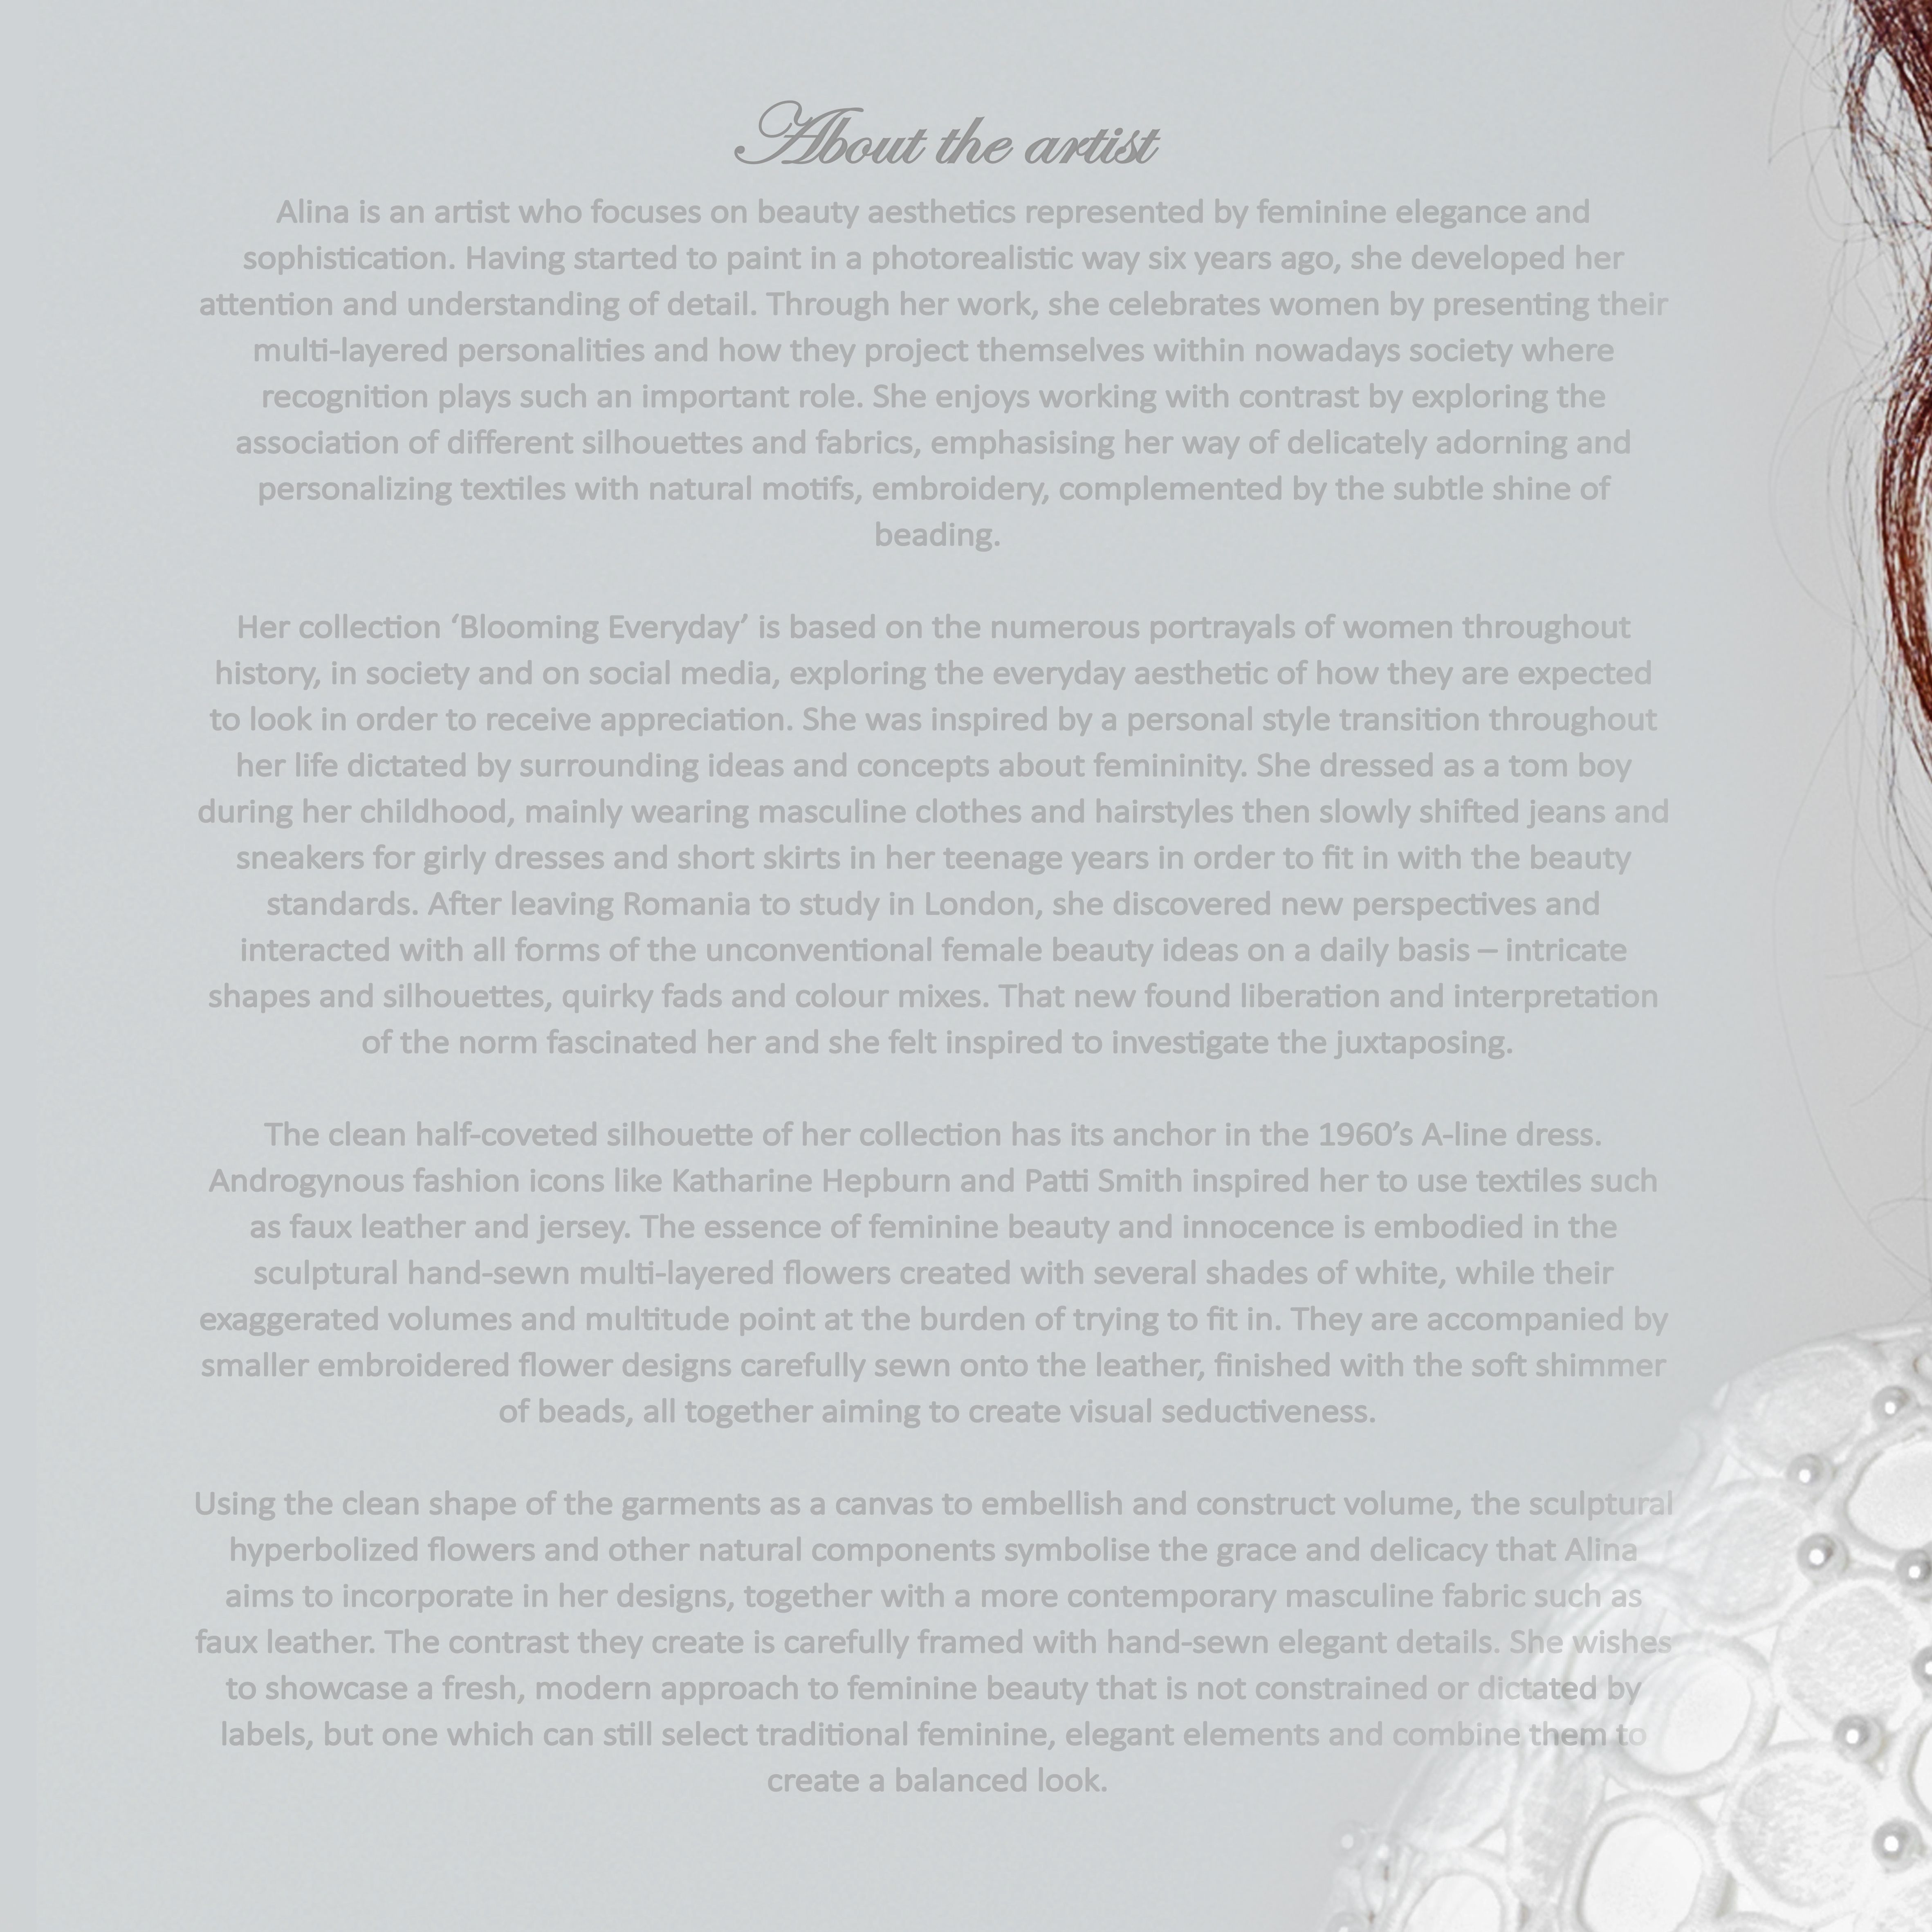 About the artist
Alina is an artist who focuses on beauty aesthetics represented by feminine elegance and
sophistication. Having started to paint in a photorealistic way six years ago, she developed her
attention and understanding of detail. Through her work, she celebrates women by presenting their
multi-layered personalities and how they project themselves within nowadays society where
recognition plays such an important role. She enjoys working with contrast by exploring the
association of different silhouettes and fabrics, emphasising her way of delicately adorning and
personalizing textiles with natural motifs, embroidery, complemented by the subtle shine of
beading.
Her collection ‘Blooming Everyday’ is based on the numerous portrayals of women throughout
history, in society and on social media, exploring the everyday aesthetic of how they are expected
to look in order to receive appreciation. She was inspired by a personal style transition throughout
her life dictated by surrounding ideas and concepts about femininity. She dressed as a tom boy
during her childhood, mainly wearing masculine clothes and hairstyles then slowly shifted jeans and
sneakers for girly dresses and short skirts in her teenage years in order to fit in with the beauty
standards. After leaving Romania to study in London, she discovered new perspectives and
interacted with all forms of the unconventional female beauty ideas on a daily basis – intricate
shapes and silhouettes, quirky fads and colour mixes. That new found liberation and interpretation
of the norm fascinated her and she felt inspired to investigate the juxtaposing.
The clean half-coveted silhouette of her collection has its anchor in the 1960’s A-line dress.
Androgynous fashion icons like Katharine Hepburn and Patti Smith inspired her to use textiles such
as faux leather and jersey. The essence of feminine beauty and innocence is embodied in the
sculptural hand-sewn multi-layered flowers created with several shades of white, while their
exaggerated volumes and multitude point at the burden of trying to fit in. They are accompanied by
smaller embroidered flower designs carefully sewn onto the leather, finished with the soft shimmer
of beads, all together aiming to create visual seductiveness.
Using the clean shape of the garments as a canvas to embellish and construct volume, the sculptural
hyperbolized flowers and other natural components symbolise the grace and delicacy that Alina
aims to incorporate in her designs, together with a more contemporary masculine fabric such as
faux leather. The contrast they create is carefully framed with hand-sewn elegant details. She wishes
to showcase a fresh, modern approach to feminine beauty that is not constrained or dictated by
labels, but one which can still select traditional feminine, elegant elements and combine them to
create a balanced look.